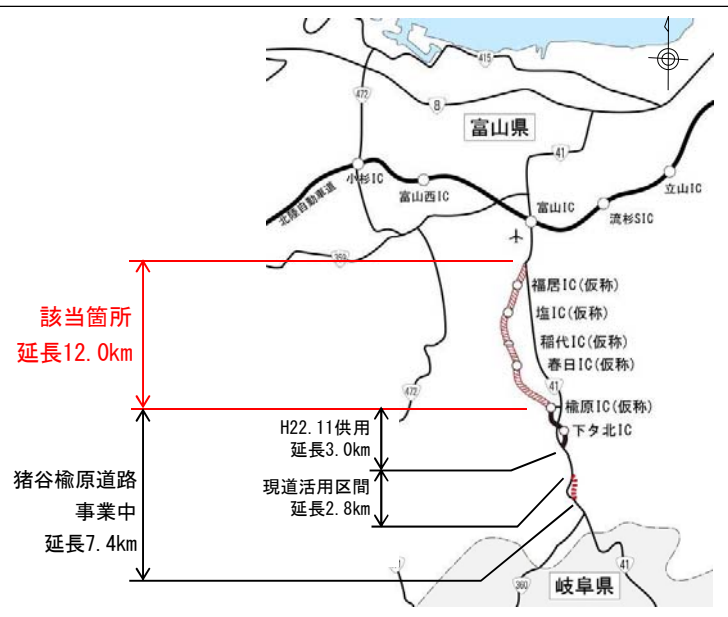 415
472
8
富山県
41
小杉IC
富山西IC
立山IC
北陸自動車道
富山IC
流杉SIC
359
福居IC(仮称)
該当箇所
延長12.0km
塩IC(仮称)
稲代IC(仮称)
春日IC(仮称)
472
41
楡原IC(仮称)
H22.11供用
延長3.0km
下タ北IC
猪谷楡原道路
事業中
延長7.4km
現道活用区間
延長2.8km
360
41
岐阜県